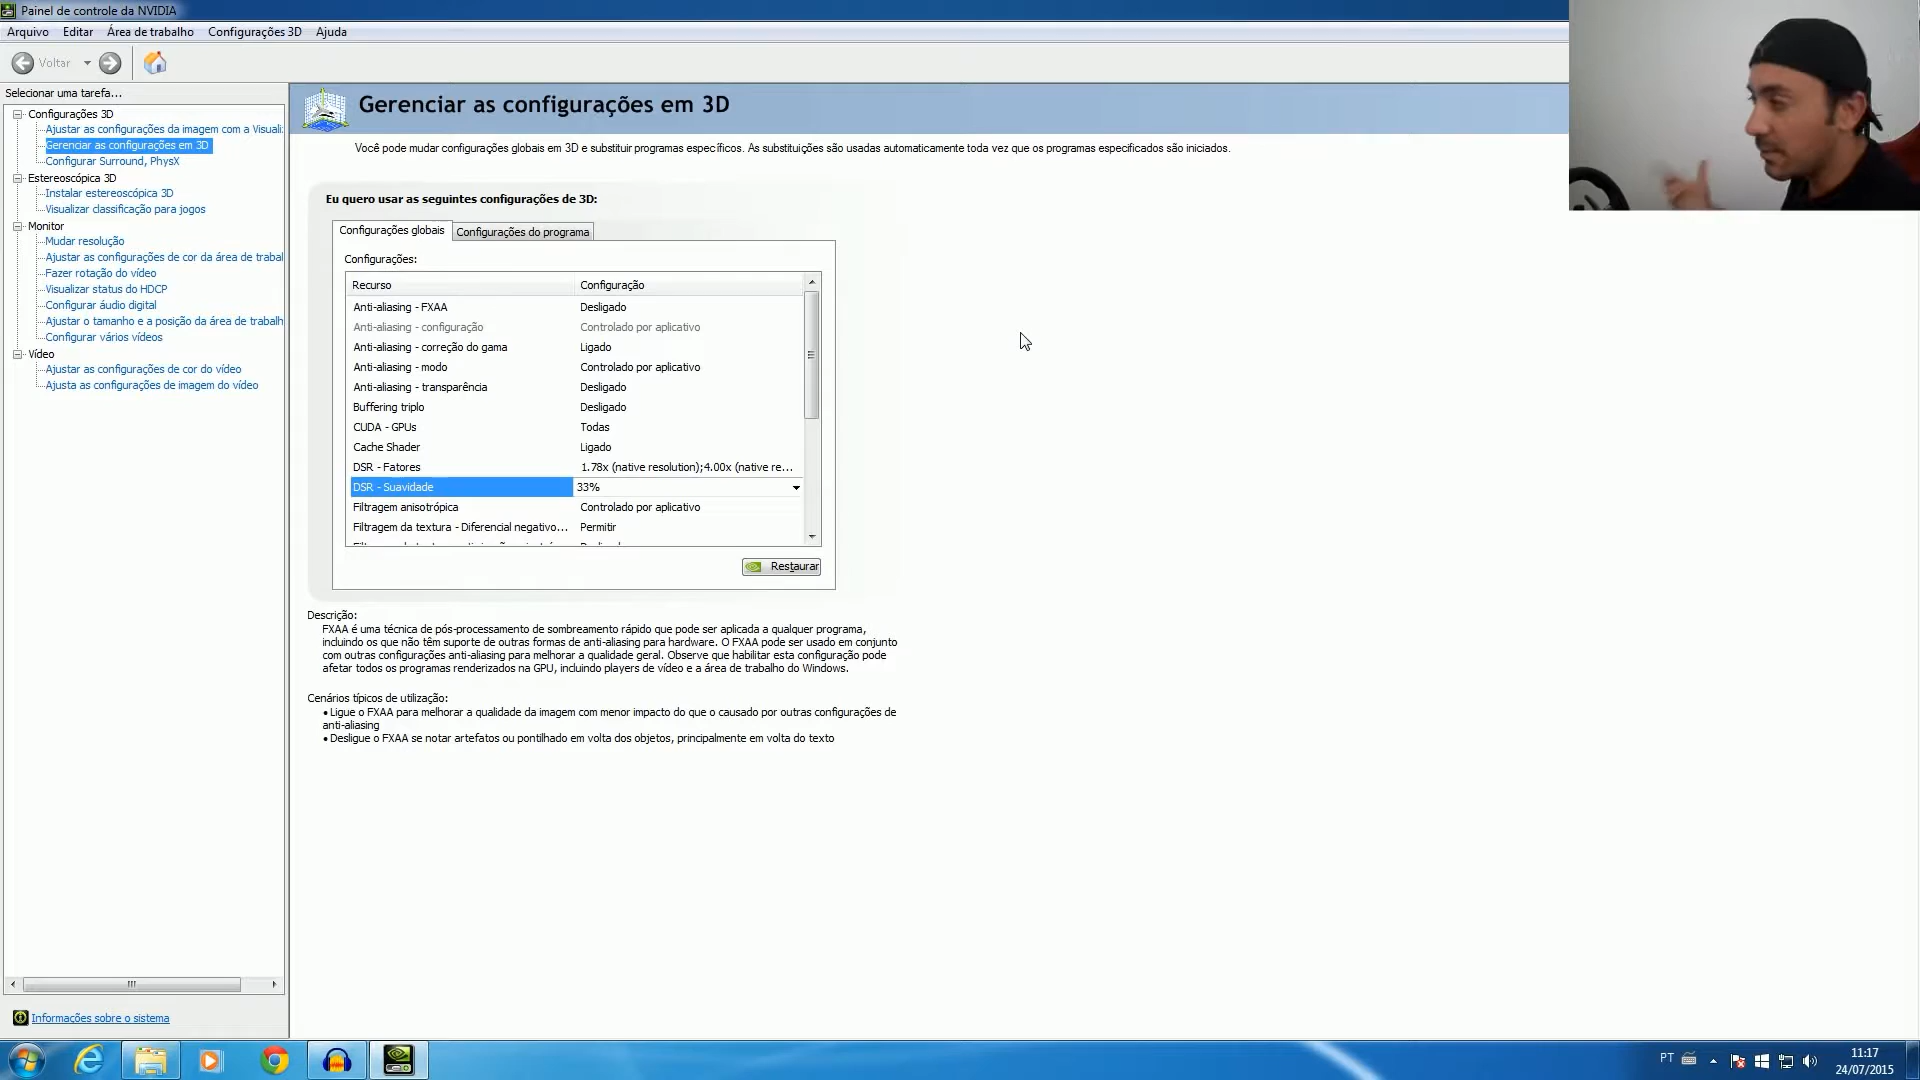 Painel de controle da NVIDIA
Arquivo Editar Área de trabalho Configurações 3D Ajuda
Voltar
Selecionar uma tarefa...
Configurações 3D
Ajustar as configurações da imagem com a Visuali
Gerenciar as configurações em 3D
Configurar Surround, PhysX
Estereoscópica 3D
Instalar estereoscópica 3D
Visualizar classificação para jogos
Monitor
Mudar resolução
Ajustar as configurações de cor da área de trabal
Fazer rotação do vídeo
Visualizar status do HDCP
Configurar áudio digital
Ajustar o tamanho e a posição da área de trabalh
Configurar vários vídeos
Vídeo
Ajustar as configurações de cor do vídeo
Ajusta as configurações de imagem do vídeo
Informações sobre o sistema
Gerenciar as configurações em 3D
Você pode mudar configurações globais em 3D e substituir programas específicos. As substituições são usadas automaticamente toda vez que os programas especificados são iniciados.
Eu quero usar as seguintes configurações de 3D:
Configurações globais Configurações do programa
Configurações:
Recurso Configuração
Anti-aliasing - FXAA Desligado
Anti-aliasing - configuração Controlado por aplicativo
Anti-aliasing - correção do gama Ligado
Anti-aliasing - modo Controlado por aplicativo
Anti-aliasing - transparência Desligado
Buffering triplo Desligado
CUDA - GPUs Todas
Cache Shader Ligado
DSR - Fatores 1.78x (native resolution);4.00x (native re...
DSR - Suavidade 33%
Filtragem anisotrópica Controlado por aplicativo
Filtragem da textura - Diferencial negativo... Permitir
Restaurar
Descrição:
FXAA é uma técnica de pós-processamento de sombreamento rápido que pode ser aplicada a qualquer programa,
incluindo os que não têm suporte de outras formas de anti-aliasing para hardware. O FXAA pode ser usado em conjunto
com outras configurações anti-aliasing para melhorar a qualidade geral. Observe que habilitar esta configuração pode
afetar todos os programas renderizados na GPU, incluindo players de vídeo e a área de trabalho do Windows.
Cenários típicos de utilização:
• Ligue o FXAA para melhorar a qualidade da imagem com menor impacto do que o causado por outras configurações de
anti-aliasing
• Desligue o FXAA se notar artefatos ou pontilhado em volta dos objetos, principalmente em volta do texto
PT
11:17
24/07/2015